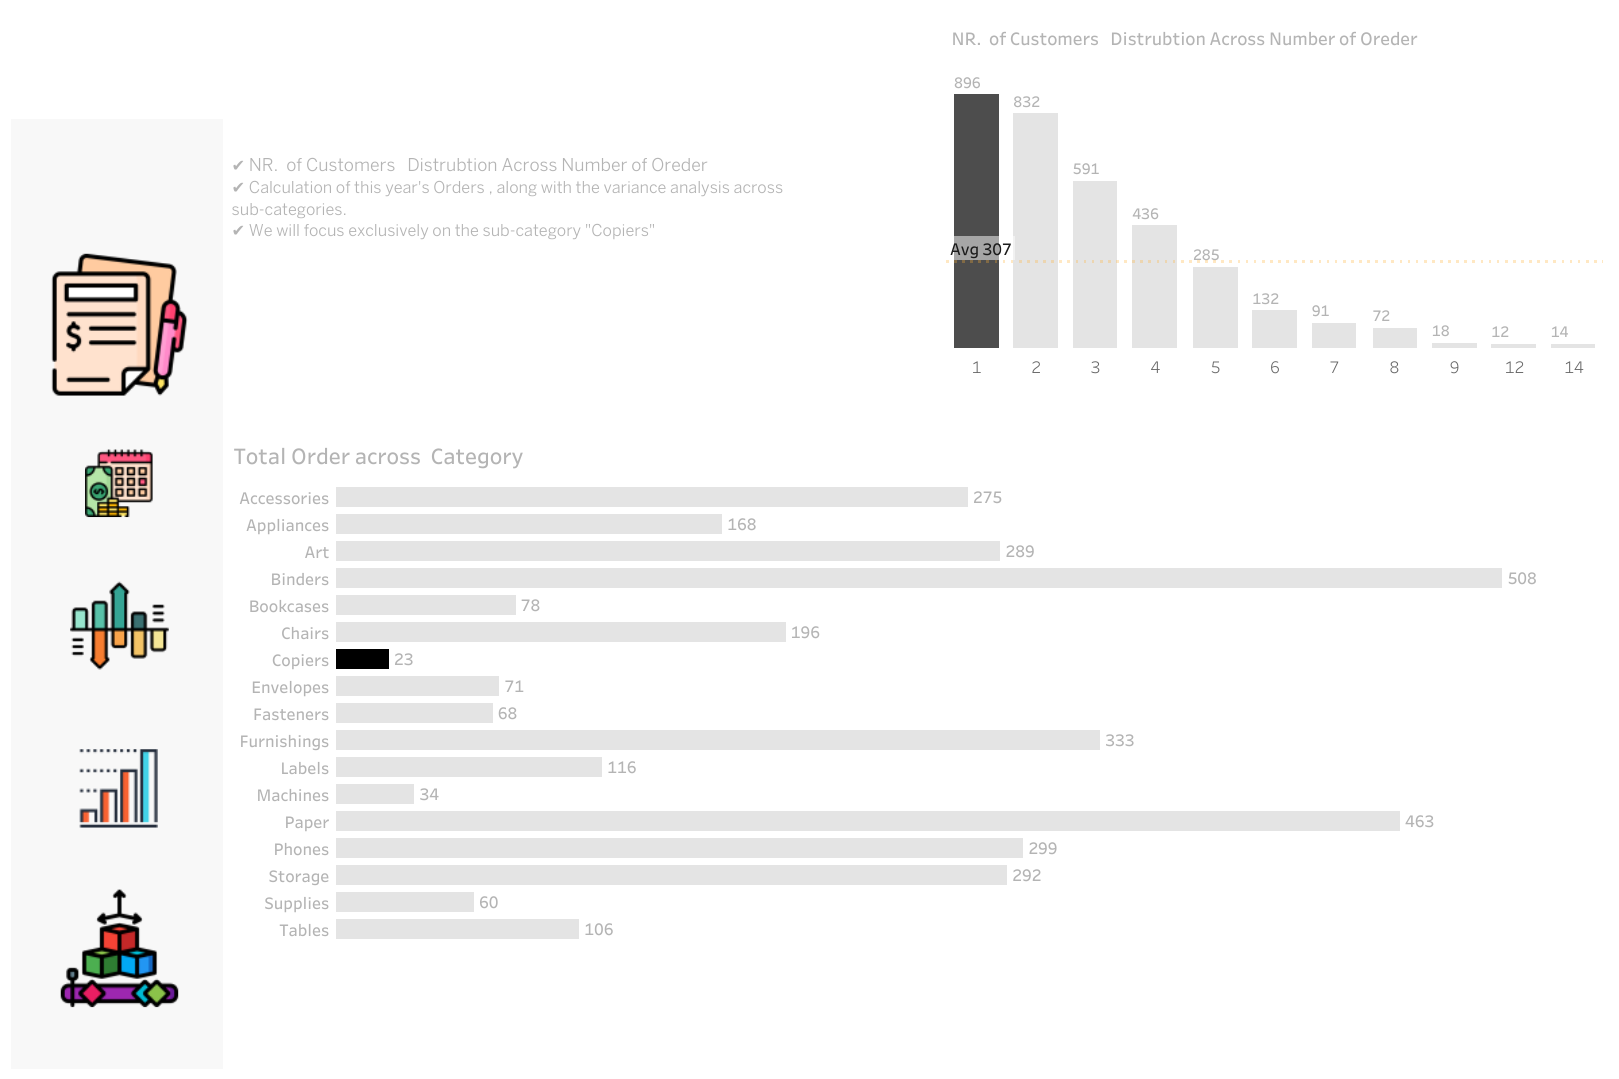 NR. of Customers Distrubtion Across Number of Oreder
896
832
591
436
285
132
91
72
18
12
14
Avg 307
1 2 3 4 5 6 7 8 9 12 14
✔ NR. of Customers Distrubtion Across Number of Oreder
✔ Calculation of this year's Orders , along with the variance analysis across
sub-categories.
✔ We will focus exclusively on the sub-category "Copiers"
$
$
Total Order across Category
Accessories 275
Appliances 168
Art 289
Binders 508
Bookcases 78
Chairs 196
Copiers 23
Envelopes 71
Fasteners 68
Furnishings 333
Labels 116
Machines 34
Paper 463
Phones 299
Storage 292
Supplies 60
Tables 106